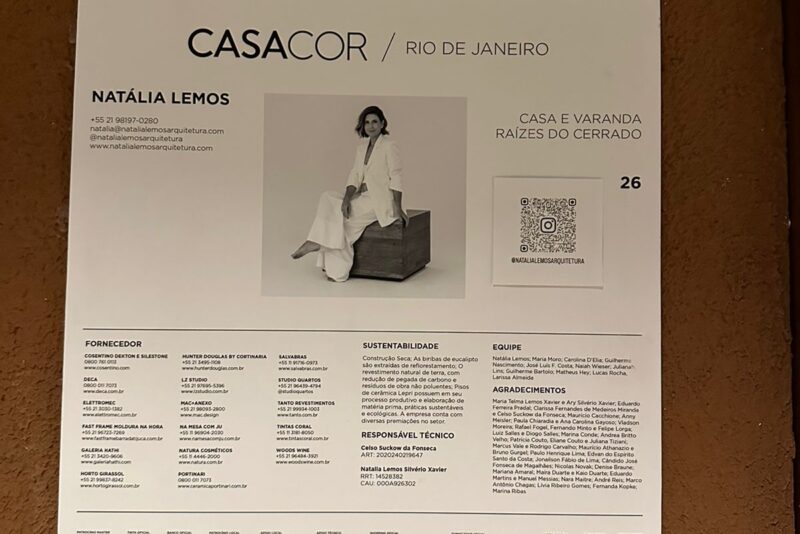 CASACOR / RIO DE JANEIRO
NATÁLIA LEMOS
+55 21 98197-0280
natalia@natalialemosarquitetura.com
@natalialemosarquitetura
www.natalialemosarquitetura.com
CASA E VARANDA
RAÍZES DO CERRADO
26
@NATALIALEMOSARQUITETURA
FORNECEDOR
COSENTINO DEKTON E SILESTONE
0800 761 0113
www.cosentino.com
DECA
0800 011 7073
www.deca.com.br
ELETTROMEC
+55 21 3030-1382
www.elettromec.com.br
FAST FRAME MOLDURA NA HORA
+55 21 96723-7269
www.fastframebarradatijuca.com.br
GALERIA HATHI
+55 21 3420-9606
www.galeriahathi.com
HORTO GIRASSOL
+55 21 99637-8242
www.hortogirassol.com.br
HUNTER DOUGLAS BY CORTINARIA
+55 21 3495-1108
www.hunterdouglas.com.br
LZ STUDIO
+55 21 97695-5396
www.lzstudio.com.br
MAC+ANEXO
+55 21 98093-2800
www.mac.design
NA MESA COM JU
+55 11 96904-2030
www.namesacomju.com.br
NATURA COSMÉTICOS
+55 11 4446-2000
www.natura.com.br
PORTINARI
0800 011 7073
www.ceramicaportinari.com.br
SALVABRAS
+55 11 91716-0973
www.salvabras.com.br
STUDIO QUARTOS
+55 21 96439-4794
@studioquartos
TANTO REVESTIMENTOS
+55 21 99934-1003
www.tanto.com.br
TINTAS CORAL
+55 11 3181-8050
www.tintascoral.com.br
WOODS WINE
+55 21 96484-3921
www.woodswine.com.br
SUSTENTABILIDADE
Construção Seca; As biribas de eucalipto
são extraídas de reflorestamento; O
revestimento natural de terra, com
redução de pegada de carbono e
resíduos de obra não poluentes; Pisos
de cerâmica Lepri possuem em seu
processo produtivo e elaboração de
matéria prima, práticas sustentáveis
e ecológicas. A empresa conta com
diversas premiações no setor.
RESPONSÁVEL TÉCNICO
Celso Suckow da Fonseca
ART: 2020240219647
Natalia Lemos Silvério Xavier
RRT: 14528382
CAU: 000A926302
EQUIPE
Natália Lemos; Maria Moro; Carolina D'Elia; Guilherme
Nascimento; José Luis F. Costa; Naiah Wieser; Juliana
Lins; Guilherme Bartolo; Matheus Hey; Lucas Rocha,
Larissa Almeida
AGRADECIMENTOS
Maria Telma Lemos Xavier e Ary Silvério Xavier, Eduardo
Ferreira Predal; Clarissa Fernandes de Medeiros Miranda
e Celso Suckow da Fonseca, Mauricio Cacchione; Anny
Meisler; Paula Chiaradia e Ana Carolina Gayoso; Vladson
Moreira; Rafael Fogel, Fernando Minto e Felipe Lorga;
Luiz Salles e Diogo Salles; Marina Conde; Andrea Britto
Velho; Patrícia Couto, Eliane Couto e Juliana Tiziani;
Marcus Vale e Rodrigo Carvalho; Mauricio Athanazio e
Bruno Gurgel; Paulo Henrique Lima, Edvan do Espírito
Santo da Costa; Jonailson Fábio de Lima; Cândido José
Fonseca de Magalhães; Nicolas Novak; Denise Braune;
Mariana Amaral; Maira Duarte e Kaio Duarte; Eduardo
Martins e Manuel Messias; Nara Maitre; André Reis; Marco
Antônio Chagas; Lívia Ribeiro Gomes; Fernanda Kopke;
Marina Ribas